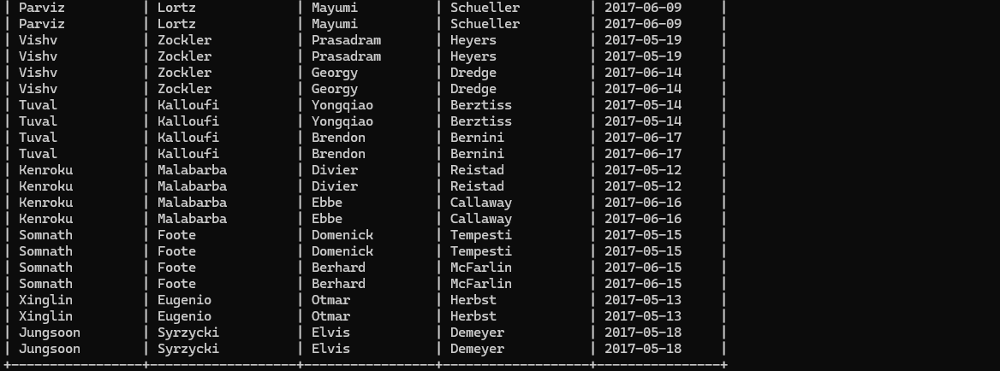 | Parviz | Lortz | Mayumi | Schueller | 2017-06-09 |
| Parviz | Lortz | Mayumi | Schueller | 2017-06-09 |
| Vishv | Zockler | Prasadram | Heyers | 2017-05-19 |
| Vishv | Zockler | Prasadram | Heyers | 2017-05-19 |
| Vishv | Zockler | Georgy | Dredge | 2017-06-14 |
| Vishv | Zockler | Georgy | Dredge | 2017-06-14 |
| Tuval | Kalloufi | Yongqiao | Berztiss | 2017-05-14 |
| Tuval | Kalloufi | Yongqiao | Berztiss | 2017-05-14 |
| Tuval | Kalloufi | Brendon | Bernini | 2017-06-17 |
| Tuval | Kalloufi | Brendon | Bernini | 2017-06-17 |
| Kenroku | Malabarba | Divier | Reistad | 2017-05-12 |
| Kenroku | Malabarba | Divier | Reistad | 2017-05-12 |
| Kenroku | Malabarba | Ebbe | Callaway | 2017-06-16 |
| Kenroku | Malabarba | Ebbe | Callaway | 2017-06-16 |
| Somnath | Foote | Domenick | Tempesti | 2017-05-15 |
| Somnath | Foote | Domenick | Tempesti | 2017-05-15 |
| Somnath | Foote | Berhard | McFarlin | 2017-06-15 |
| Somnath | Foote | Berhard | McFarlin | 2017-06-15 |
| Xinglin | Eugenio | Otmar | Herbst | 2017-05-13 |
| Xinglin | Eugenio | Otmar | Herbst | 2017-05-13 |
| Jungsoon | Syrzycki | Elvis | Demeyer | 2017-05-18 |
| Jungsoon | Syrzycki | Elvis | Demeyer | 2017-05-18 |
+-----------------+-------------------+-----------------+-------------------+----------------+